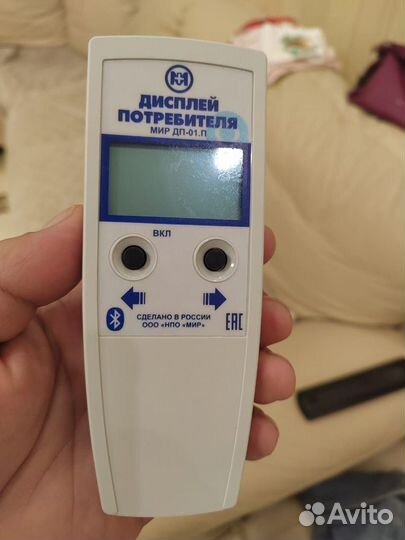 ДИСПЛЕЙ
ПОТРЕБИТЕЛЯ
МИР ДП-01.П
ВКЛ
СДЕЛАНО В РОССИИ
ООО «НПО «МИР»
EAC
Avito